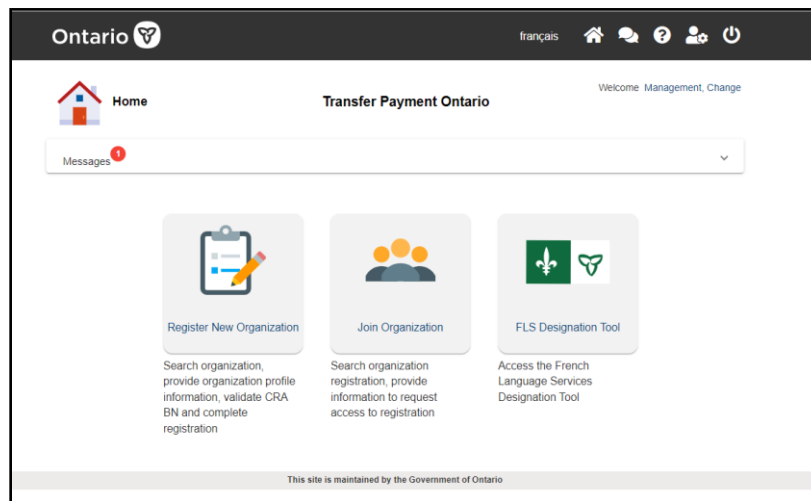 Ontario
français
Home
Transfer Payment Ontario
Welcome Management, Change
Messages 1
Register New Organization
Join Organization
FLS Designation Tool
Search organization,
provide organization profile
information, validate CRA
BN and complete
registration
Search organization
registration, provide
information to request
access to registration
Access the French
Language Services
Designation Tool
This site is maintained by the Government of Ontario